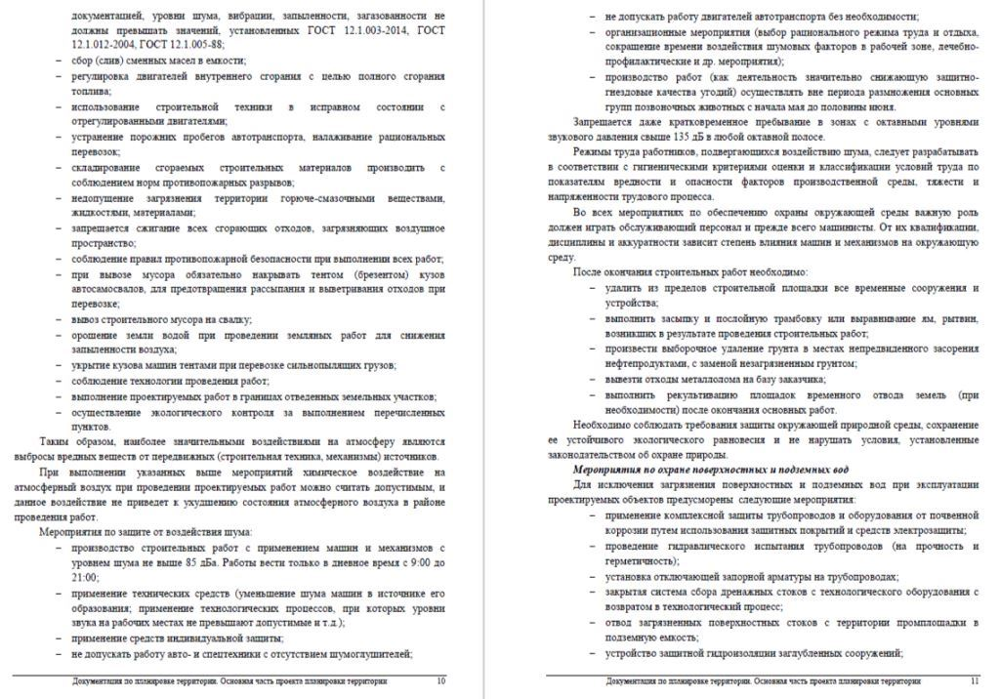 документацией, уровни шума, вибрации, запыленности, загазованности не
должны превышать значений, установленных ГОСТ 12.1.003-2014, ГОСТ
12.1.012-2004, ГОСТ 12.1.005-88;
– сбор (слив) сменных масел в емкости;
– регулировка двигателей внутреннего сгорания с целью полного сгорания
топлива;
– использование строительной техники в исправном состоянии с
отрегулированными двигателями;
– устранение порожних пробегов автотранспорта, налаживание рациональных
перевозок;
– складирование сгораемых строительных материалов производить с
соблюдением норм противопожарных разрывов;
– недопущение загрязнения территории горюче-смазочными веществами,
жидкостями, материалами;
– запрещается сжигание всех сгорающих отходов, загрязняющих воздушное
пространство;
– соблюдение правил противопожарной безопасности при выполнении всех работ;
– при вывозе мусора обязательно накрывать тентом (брезентом) кузов
автосамосвалов, для предотвращения рассыпания и выветривания отходов при
перевозке;
– вывоз строительного мусора на свалку;
– орошение земли водой при проведении земляных работ для снижения
запыленности воздуха;
– укрытие кузова машин тентами при перевозке сильнопылящих грузов;
– соблюдение технологии проведения работ;
– выполнение проектируемых работ в границах отведенных земельных участков;
– осуществление экологического контроля за выполнением перечисленных
пунктов.
Таким образом, наиболее значительными воздействиями на атмосферу являются
выбросы вредных веществ от передвижных (строительная техника, механизмы) источников.
При выполнении указанных выше мероприятий химическое воздействие на
атмосферный воздух при проведении проектируемых работ можно считать допустимым, и
данное воздействие не приведет к ухудшению состояния атмосферного воздуха в районе
проведения работ.
Мероприятия по защите от воздействия шума:
– производство строительных работ с применением машин и механизмов с
уровнем шума не выше 85 дБа. Работы вести только в дневное время с 9:00 до
21:00;
– применение технических средств (уменьшение шума машин в источнике его
образования; применение технологических процессов, при которых уровни
звука на рабочих местах не превышают допустимые и т.д.);
– применение средств индивидуальной защиты;
– не допускать работу авто- и спецтехники с отсутствием шумоглушителей;
Документация по планировке территории. Основная часть проекта планировки территории 10
– не допускать работу двигателей автотранспорта без необходимости;
– организационные мероприятия (выбор рационального режима труда и отдыха,
сокращение времени воздействия шумовых факторов в рабочей зоне, лечебно-
профилактические и др. мероприятия);
– производство работ (как деятельность значительно снижающую защитно-
гнездовые качества угодий) осуществлять вне периода размножения основных
групп позвоночных животных с начала мая до половины июня.
Запрещается даже кратковременное пребывание в зонах с октавными уровнями
звукового давления свыше 135 дБ в любой октавной полосе.
Режимы труда работников, подвергающихся воздействию шума, следует разрабатывать
в соответствии с гигиеническими критериями оценки и классификации условий труда по
показателям вредности и опасности факторов производственной среды, тяжести и
напряженности трудового процесса.
Во всех мероприятиях по обеспечению охраны окружающей среды важную роль
должен играть обслуживающий персонал и прежде всего машинисты. От их квалификации,
дисциплины и аккуратности зависит степень влияния машин и механизмов на окружающую
среду.
После окончания строительных работ необходимо:
– удалить из пределов строительной площадки все временные сооружения и
устройства;
– выполнить засыпку и послойную трамбовку или выравнивание ям, рытвин,
возникших в результате проведения строительных работ;
– произвести выборочное удаление грунта в местах непредвиденного засорения
нефтепродуктами, с заменой незагрязненным грунтом;
– вывезти отходы металлолома на базу заказчика;
– выполнить рекультивацию площадок временного отвода земель (при
необходимости) после окончания основных работ.
Необходимо соблюдать требования защиты окружающей природной среды, сохранение
ее устойчивого экологического равновесия и не нарушать условия, установленные
законодательством об охране природы.
Мероприятия по охране поверхностных и подземных вод
Для исключения загрязнения поверхностных и подземных вод при эксплуатации
проектируемых объектов предусморены следующие мероприятия:
– применение комплексной защиты трубопроводов и оборудования от почвенной
коррозии путем использования защитных покрытий и средств электрозащиты;
– проведение гидравлического испытания трубопроводов (на прочность и
герметичность);
– установка отключающей запорной арматуры на трубопроводах;
– закрытая система сбора дренажных стоков с технологического оборудования с
возвратом в технологический процесс;
– отвод загрязненных поверхностных стоков с территории промплощадки в
подземную емкость;
– устройство защитной гидроизоляции заглубленных сооружений;
Документация по планировке территории. Основная часть проекта планировки территории 11